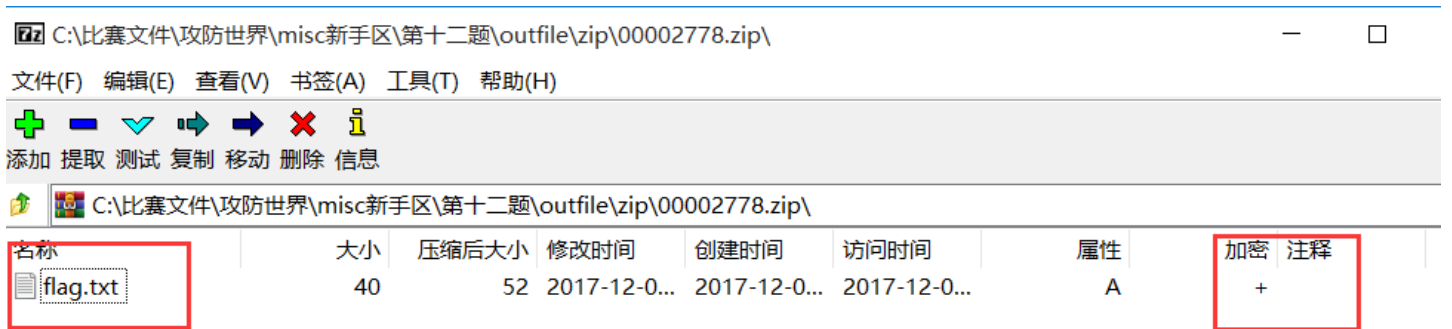 7z C:\比赛文件\攻防世界\misc新手区\第十二题\outfile\zip\00002778.zip\
文件(F) 编辑(E) 查看(V) 书签(A) 工具(T) 帮助(H)
添加 提取 测试 复制 移动 删除 信息
C:\比赛文件\攻防世界\misc新手区\第十二题\outfile\zip\00002778.zip\
名称 大小 压缩后大小 修改时间 创建时间 访问时间 属性 加密 注释
flag.txt 40 52 2017-12-0... 2017-12-0... 2017-12-0... A +